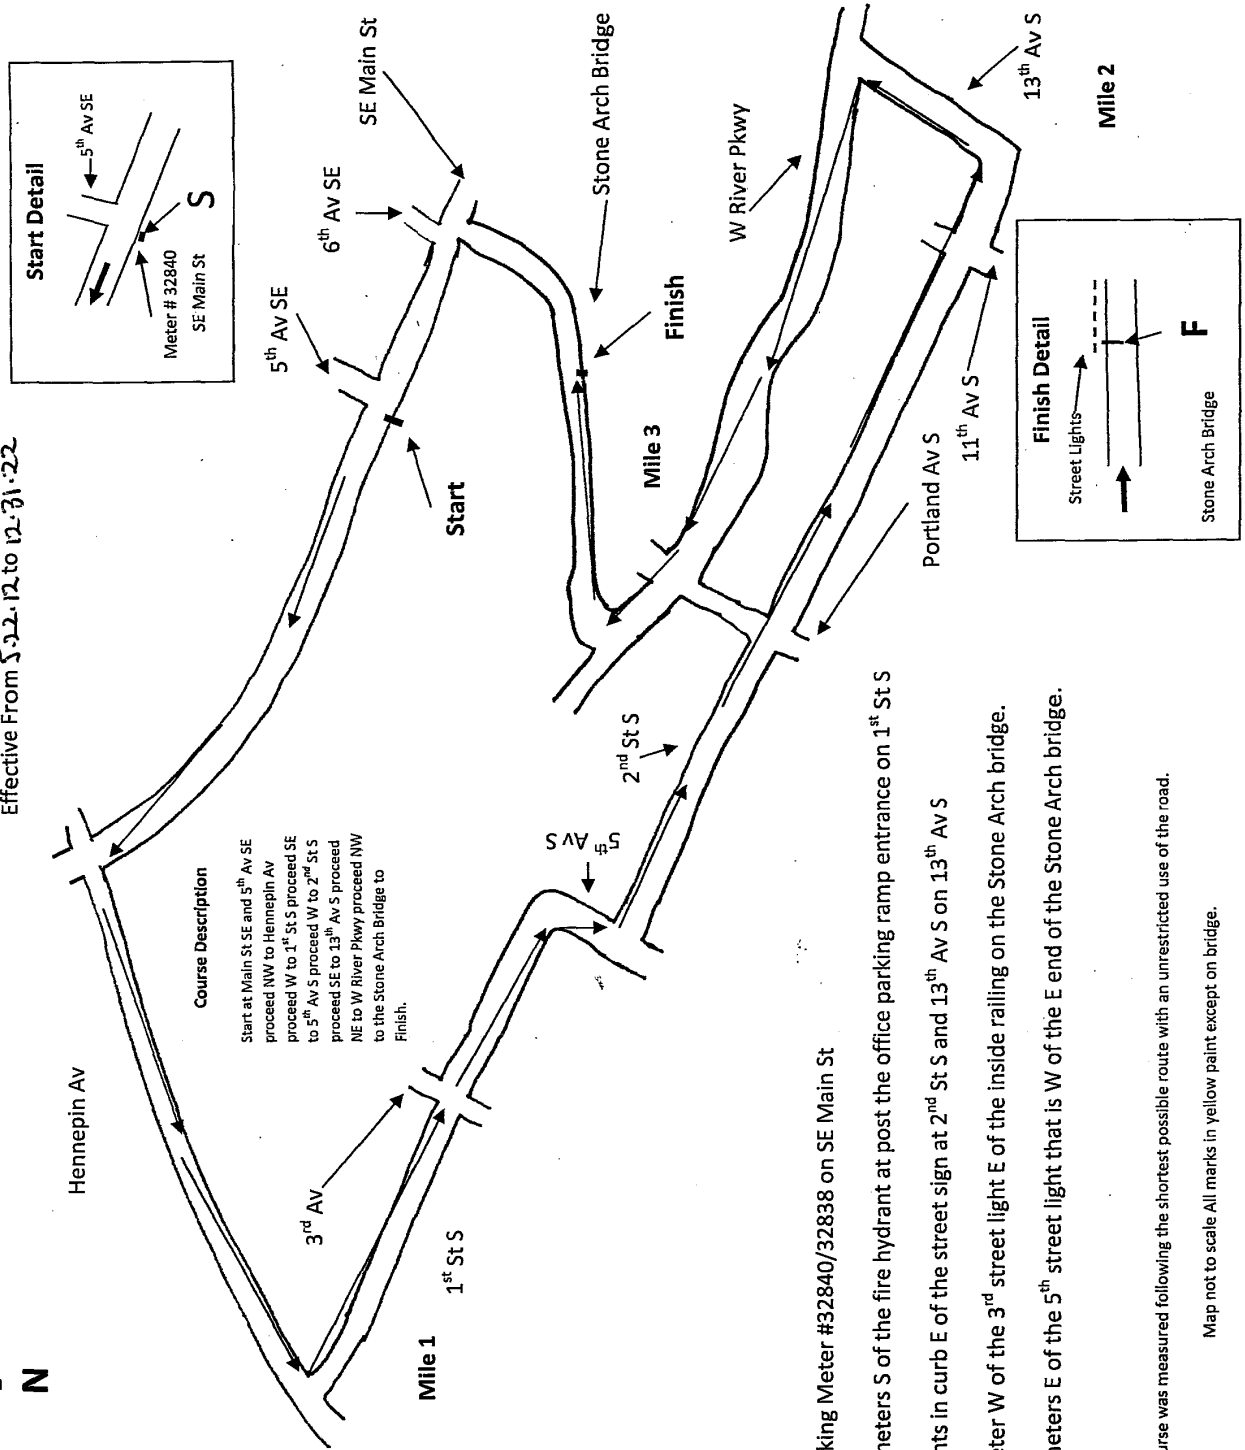 Effective From 5.22.12 to 12.31.22
N
Start Detail
5th Av SE
S
Meter # 32840
SE Main St
SE Main St
6th Av SE
5th Av SE
Stone Arch Bridge
Finish
Start
Mile 3
W River Pkwy
13th Av S
Mile 2
11th Av S
Portland Av S
2nd St S
5th Av S
Hennepin Av
3rd Av
1st St S
Mile 1
Course Description
Start at Main St SE and 5th Av SE
proceed NW to Hennepin Av
proceed W to 1st St S proceed SE
to 5th Av S proceed W to 2nd St S
proceed SE to 13th Av S proceed
NE to W River Pkwy proceed NW
to the Stone Arch Bridge to
Finish.
Finish Detail
Street Lights
F
Stone Arch Bridge
king Meter #32840/32838 on SE Main St
meters S of the fire hydrant at post the office parking ramp entrance on 1st St S
nts in curb E of the street sign at 2nd St S and 13th Av S on 13th Av S
eter W of the 3rd street light E of the inside railing on the Stone Arch bridge.
meters E of the 5th street light that is W of the E end of the Stone Arch bridge.
urse was measured following the shortest possible route with an unrestricted use of the road.
Map not to scale All marks in yellow paint except on bridge.